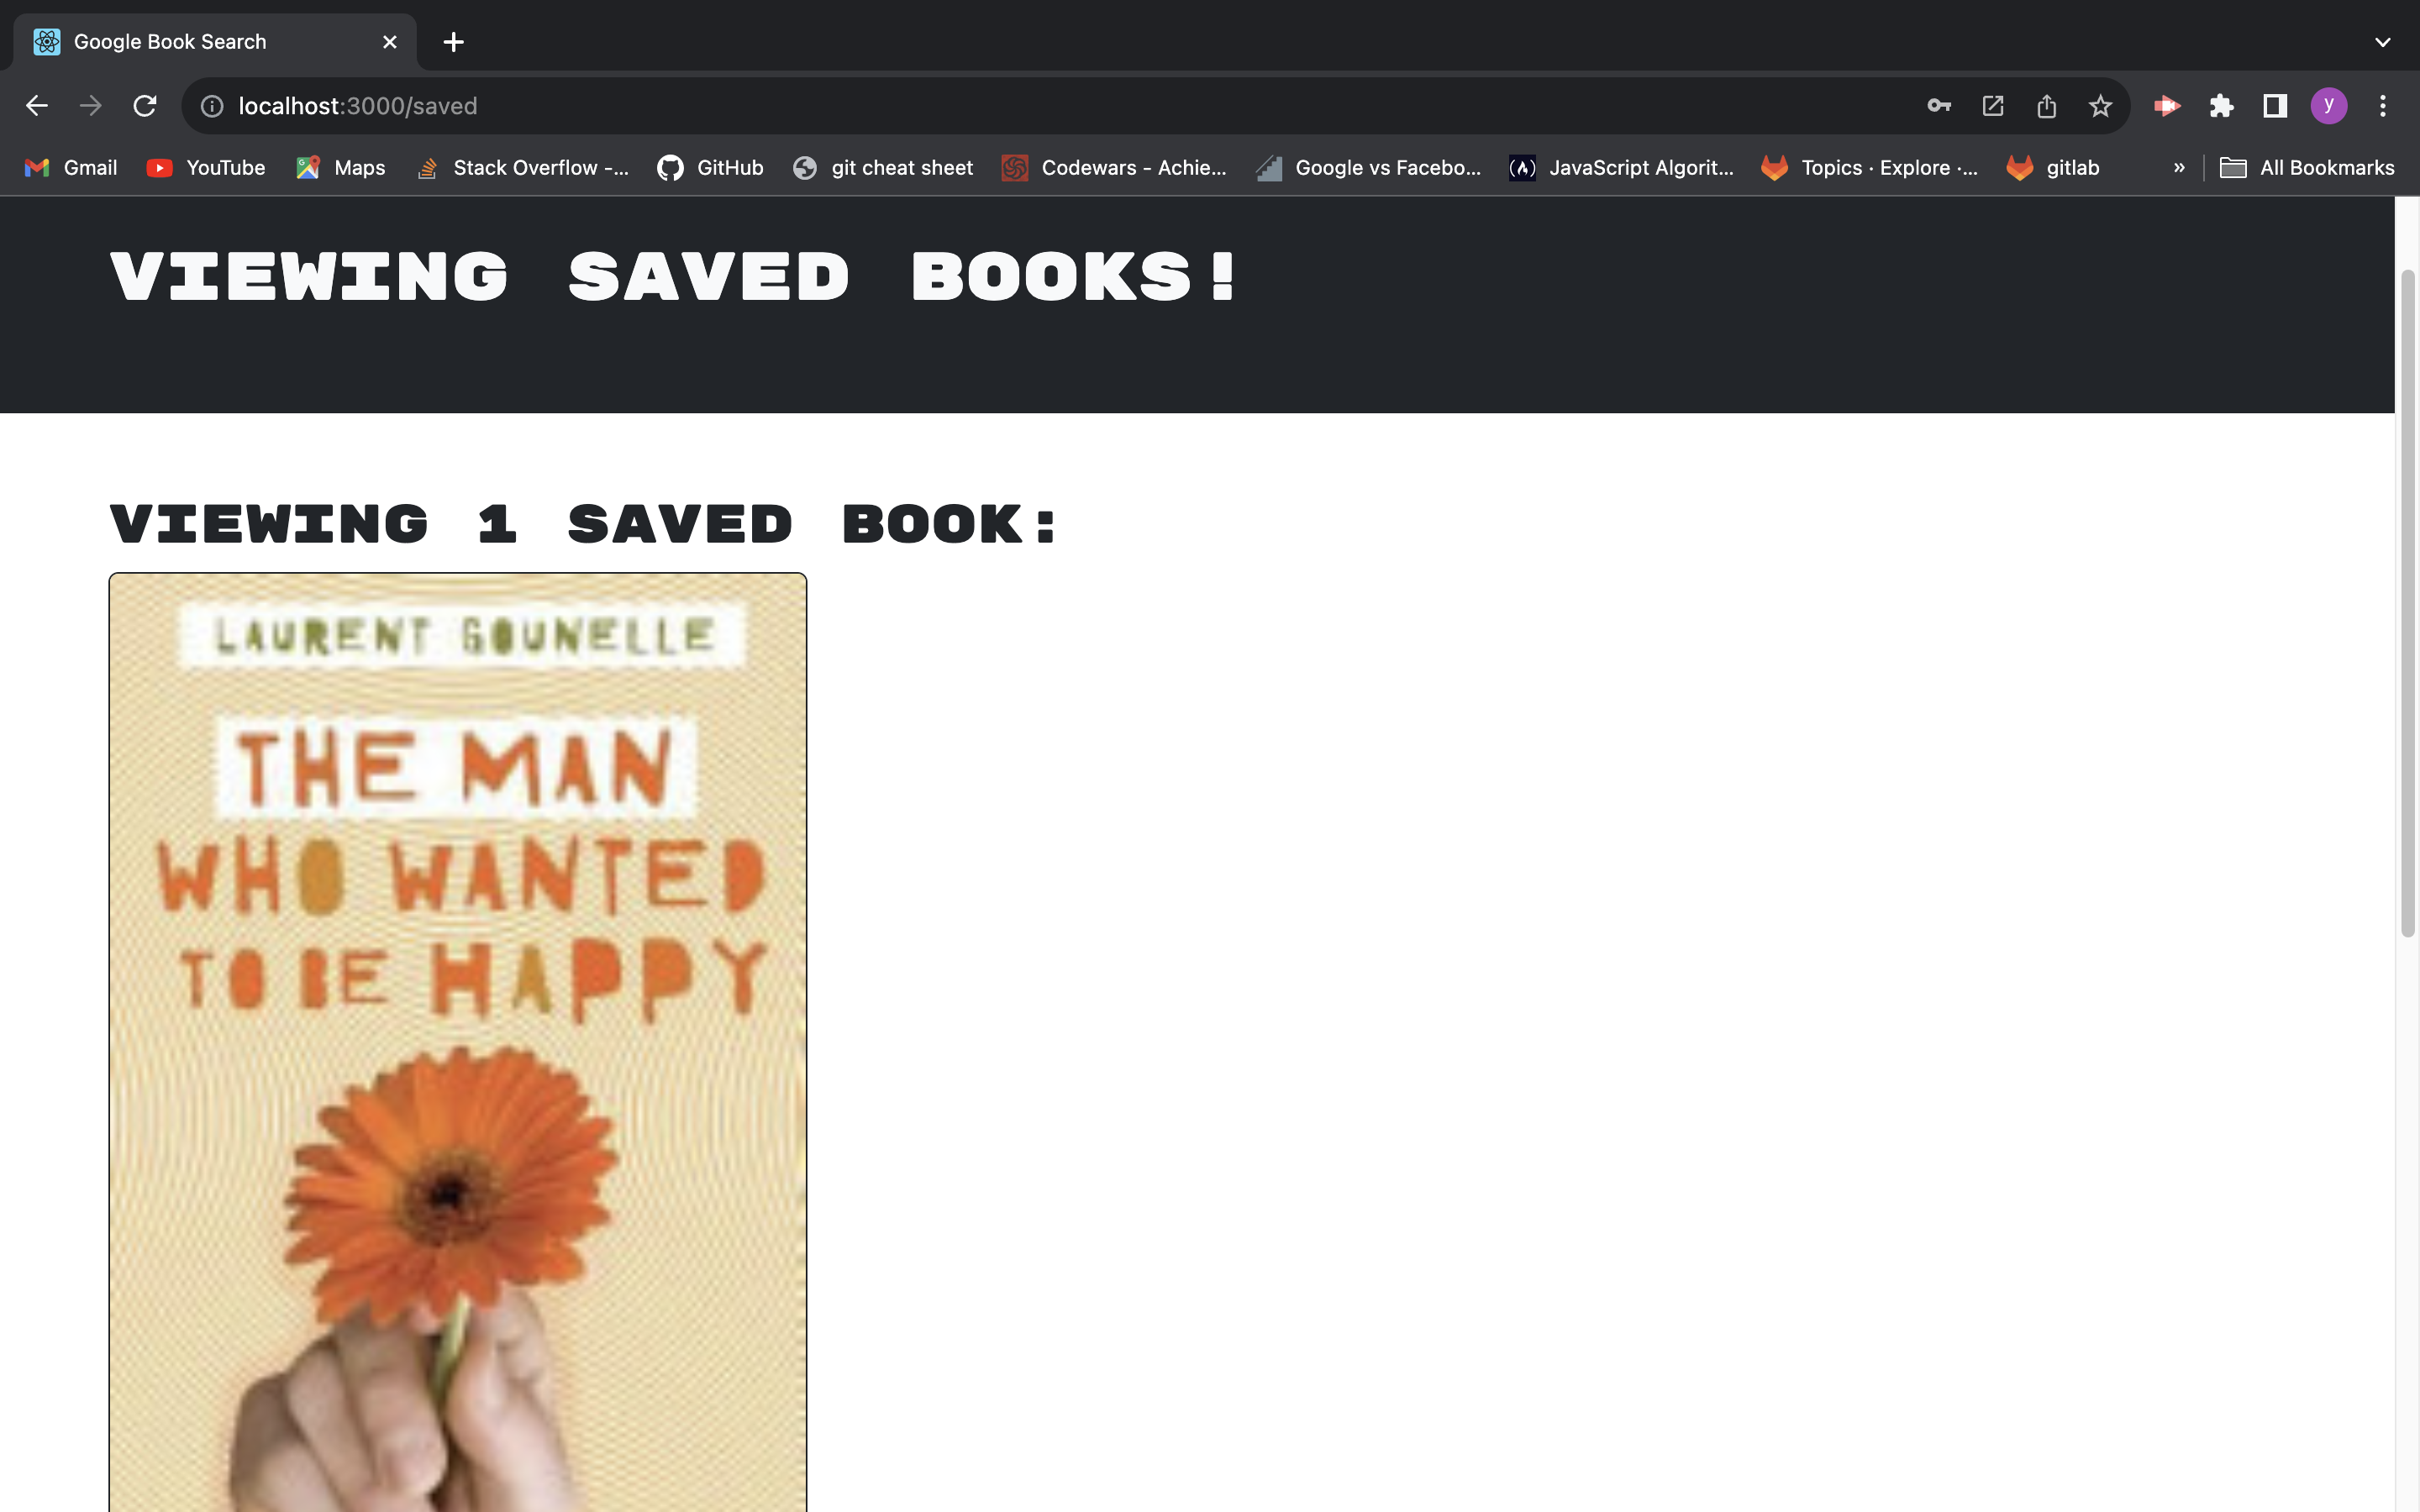 Google Book Search
localhost:3000/saved
y
Gmail YouTube Maps Stack Overflow -... GitHub git cheat sheet Codewars - Achie... Google vs Facebo... JavaScript Algorit... Topics · Explore ·... gitlab » All Bookmarks
VIEWING SAVED BOOKS!
VIEWING 1 SAVED BOOK:
LAURENT GOUNELLE
THE MAN
WHO WANTED
TO BE HAPPY